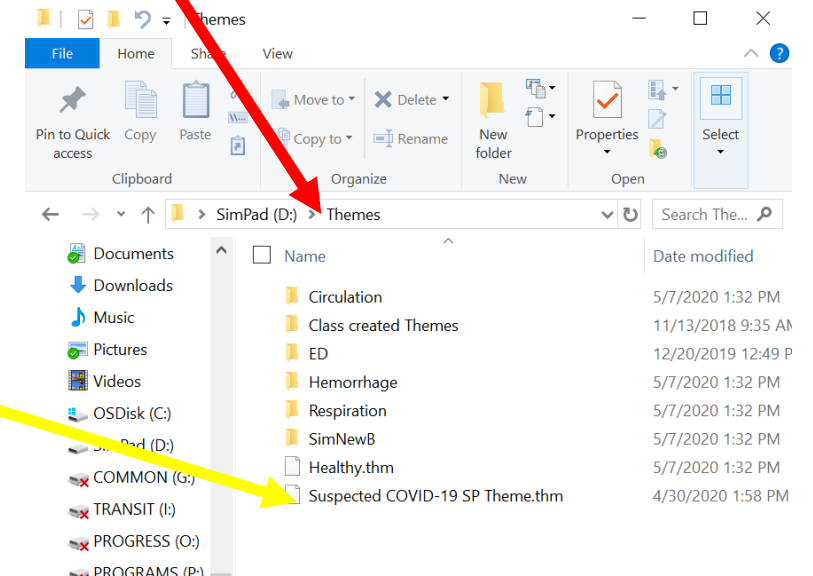 Themes
File Home Share View
Move to Delete
Copy to Rename
Pin to Quick access Copy Paste New folder Properties Select
Clipboard Organize New Open
SimPad (D:) Themes Search The...
Documents Name Date modified
Downloads Circulation 5/7/2020 1:32 PM
Music Class created Themes 11/13/2018 9:35 AM
Pictures ED 12/20/2019 12:49 P
Videos Hemorrhage 5/7/2020 1:32 PM
OSDisk (C:) Respiration 5/7/2020 1:32 PM
SimPad (D:) SimNewB 5/7/2020 1:32 PM
COMMON (G:) Healthy.thm 5/7/2020 1:32 PM
TRANSIT (I:) Suspected COVID-19 SP Theme.thm 4/30/2020 1:58 PM
PROGRESS (O:)
PROGRAMS (P:)